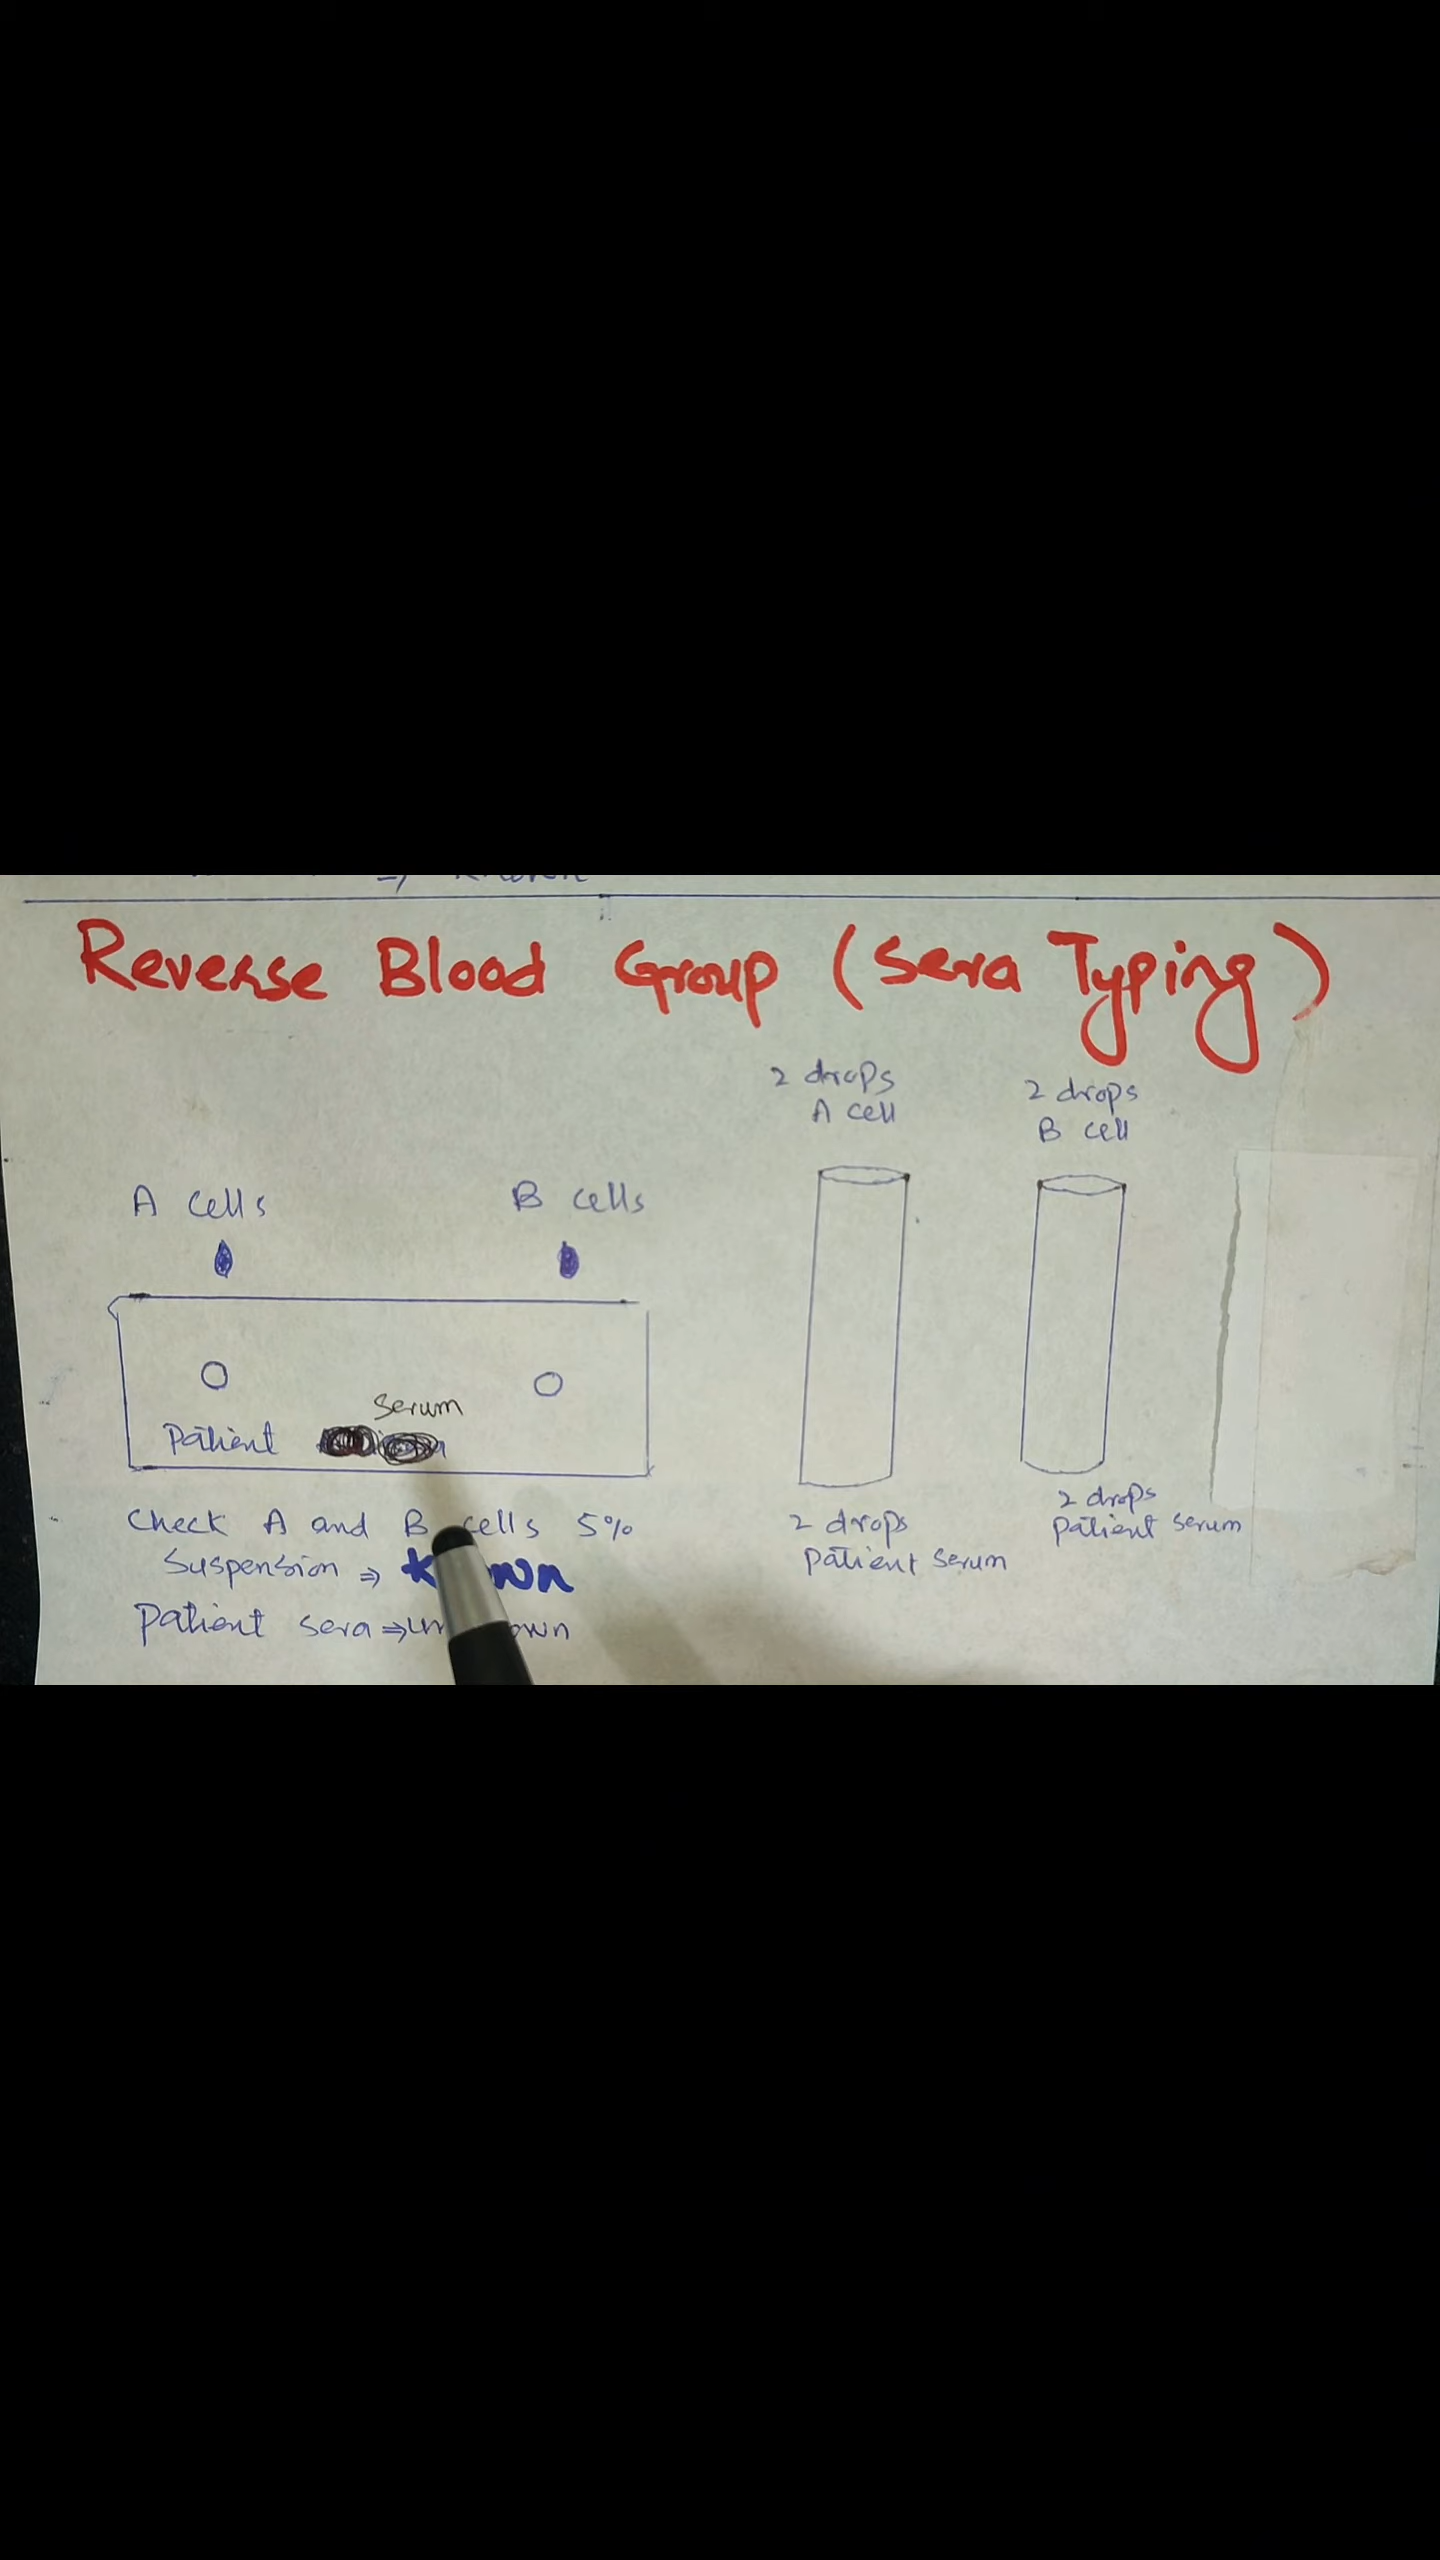 Known
Reverse Blood Group (Sera Typing)
2 drops
A cell
2 drops
B cell
A cells
B cells
Serum
Patient
Check A and B cells 5%
Suspension ⇒
Patient sera ⇒
2 drops
Patient serum
2 drops
Patient serum